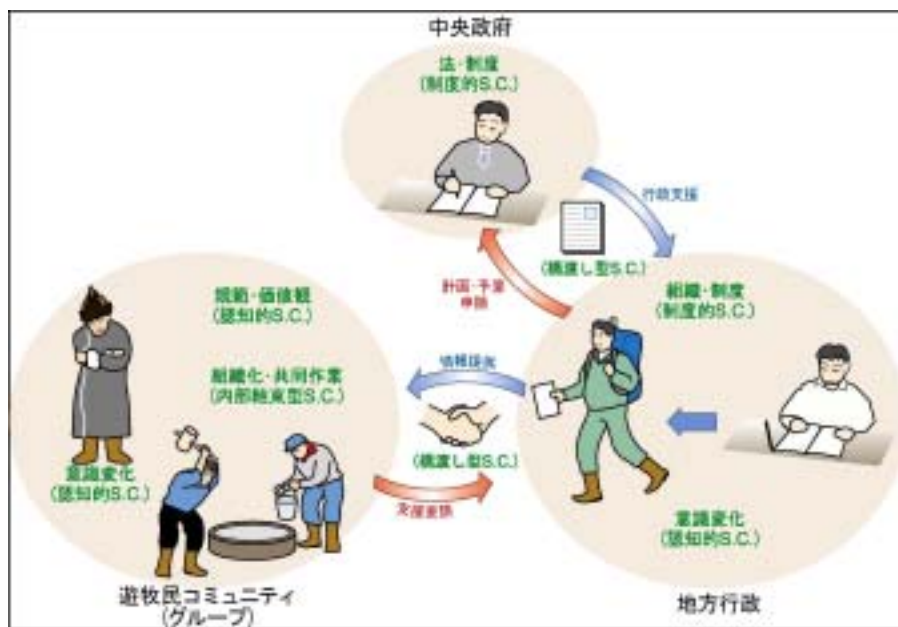 中央政府
法・制度
(制度的S.C.)
行政支援
(橋渡し型S.C.)
計画・予算
申請
規範・価値観
(認知的S.C.)
組織・制度
(制度的S.C.)
組織化・共同作業
(内部結束型S.C.)
情報提供
(橋渡し型S.C.)
意識変化
(認知的S.C.)
支援要請
意識変化
(認知的S.C.)
遊牧民コミュニティ
(グループ)
地方行政